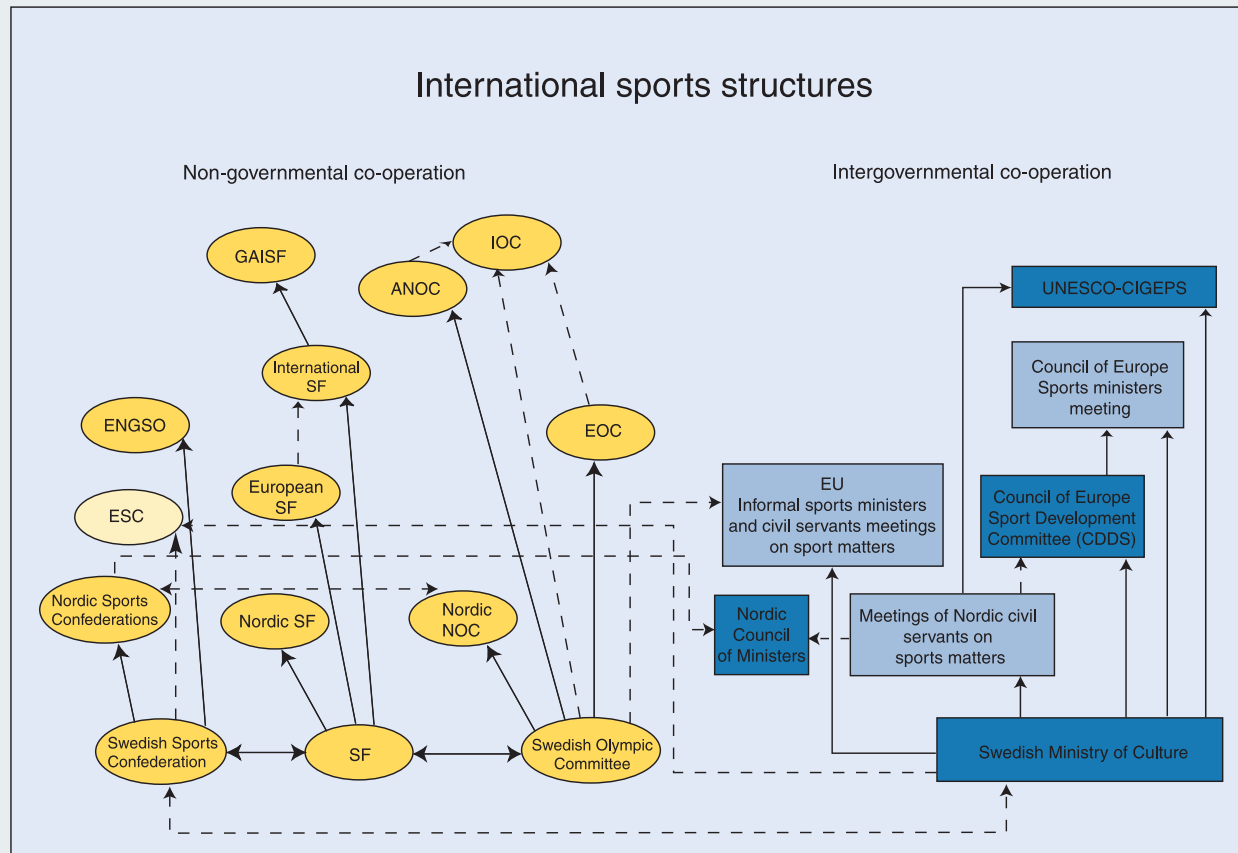 International sports structures
Non-governmental co-operation
Intergovernmental co-operation
GAISF
IOC
ANOC
UNESCO-CIGEPS
International
SF
Council of Europe
Sports ministers
meeting
ENGSO
EOC
European
SF
ESC
EU
Informal sports ministers
and civil servants meetings
on sport matters
Council of Europe
Sport Development
Committee (CDDS)
Nordic Sports
Confederations
Nordic SF
Nordic
NOC
Nordic
Council
of Ministers
Meetings of Nordic civil
servants on
sports matters
Swedish Sports
Confederation
SF
Swedish Olympic
Committee
Swedish Ministry of Culture